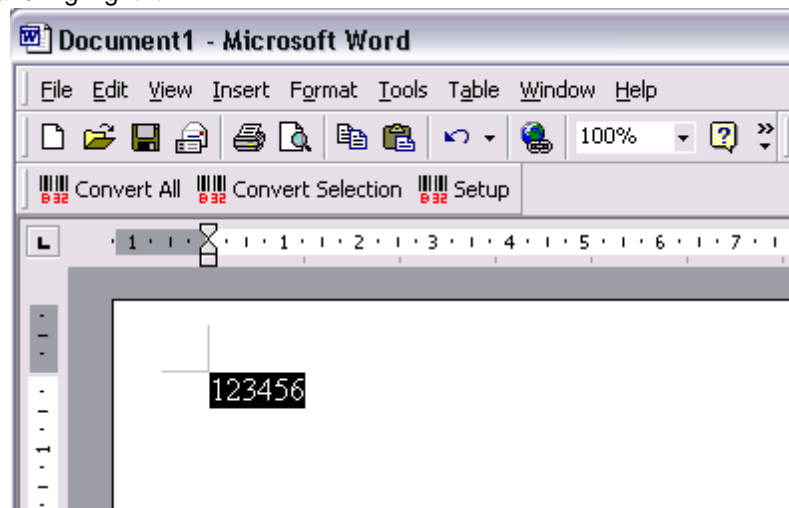 Document1 - Microsoft Word
File Edit View Insert Format Tools Table Window Help
100%
Convert All Convert Selection Setup
1 1 2 3 4 5 6 7
123456
1